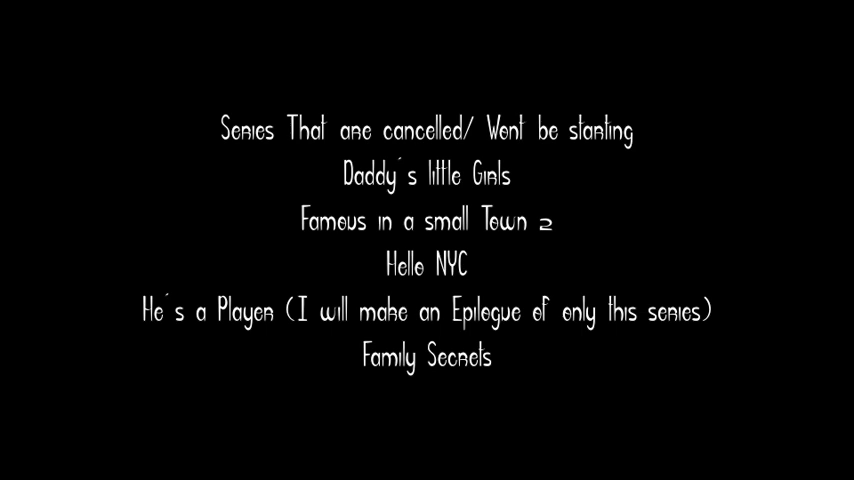 Series That are cancelled/ Wont be starting
Daddy´s little Girls
Famous in a small Town 2
Hello NYC
He´s a Player (I will make an Epilogue of only this series)
Family Secrets